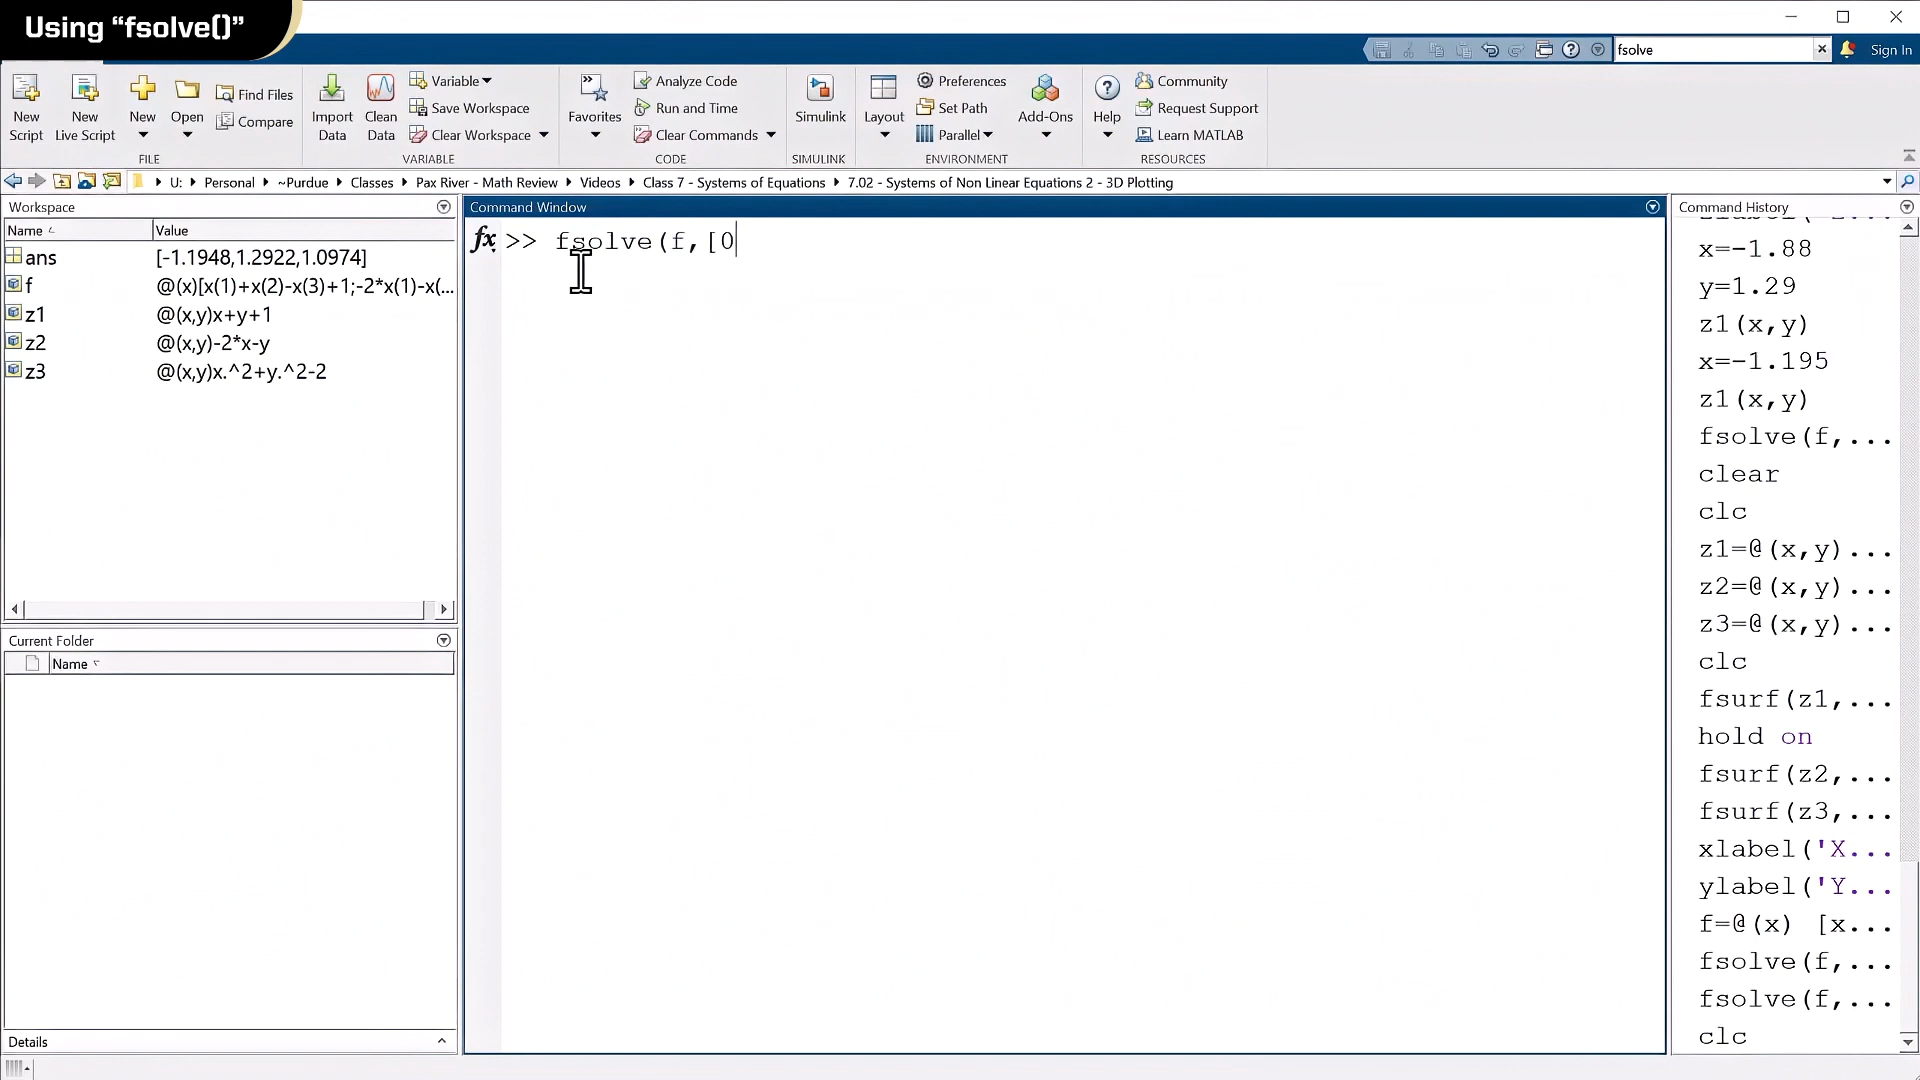 Using “fsolve()”
fsolve
Sign In
New Script
New Live Script
New
Open
Find Files
Compare
FILE
Import Data
Clean Data
Variable
Save Workspace
Clear Workspace
VARIABLE
Favorites
Analyze Code
Run and Time
Clear Commands
CODE
Simulink
SIMULINK
Layout
Preferences
Set Path
Parallel
Add-Ons
ENVIRONMENT
Help
Community
Request Support
Learn MATLAB
RESOURCES
U: Personal ~Purdue Classes Pax River - Math Review Videos Class 7 - Systems of Equations 7.02 - Systems of Non Linear Equations 2 - 3D Plotting
Workspace
Name Value
ans [-1.1948,1.2922,1.0974]
f @(x)[x(1)+x(2)-x(3)+1;-2*x(1)-x(...
z1 @(x,y)x+y+1
z2 @(x,y)-2*x-y
z3 @(x,y)x.^2+y.^2-2
Current Folder
Name
Details
Command Window
fx >> fsolve(f,[0
Command History
x=-1.88
y=1.29
z1(x,y)
x=-1.195
z1(x,y)
fsolve(f,...
clear
clc
z1=@(x,y)...
z2=@(x,y)...
z3=@(x,y)...
clc
fsurf(z1,...
hold on
fsurf(z2,...
fsurf(z3,...
xlabel('X...
ylabel('Y...
f=@(x) [x...
fsolve(f,...
fsolve(f,...
clc